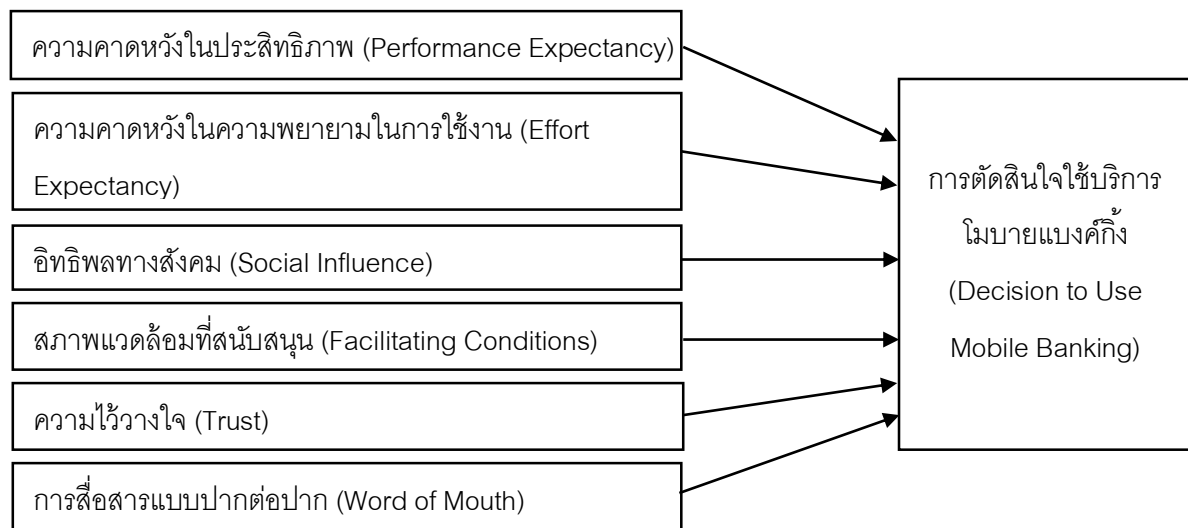 ความคาดหวังในประสิทธิภาพ (Performance Expectancy)
ความคาดหวังในความพยายามในการใช้งาน (Effort
Expectancy)
อิทธิพลทางสังคม (Social Influence)
สภาพแวดล้อมที่สนับสนุน (Facilitating Conditions)
ความไว้วางใจ (Trust)
การสื่อสารแบบปากต่อปาก (Word of Mouth)
การตัดสินใจใช้บริการ
โมบายแบงค์กิ้ง
(Decision to Use
Mobile Banking)